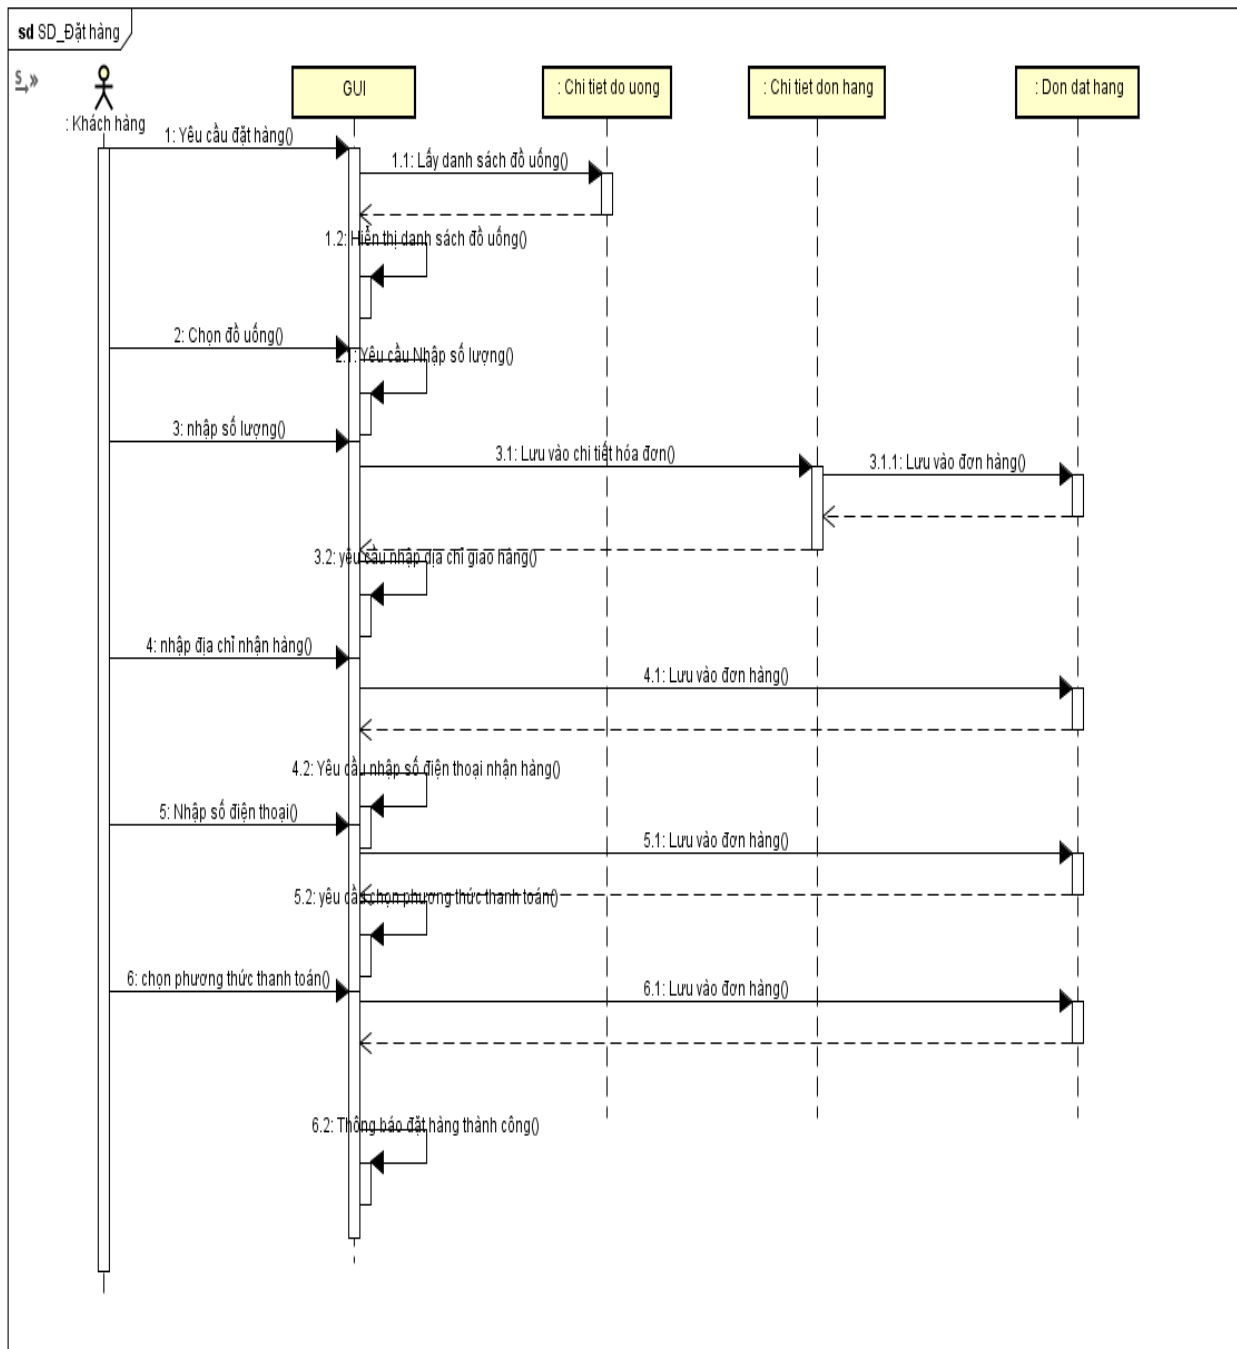 sd SD_Đặt hàng
S
: Khách hàng
GUI
: Chi tiet do uong
: Chi tiet don hang
: Don dat hang
1: Yêu cầu đặt hàng()
1.1: Lấy danh sách đồ uống()
1.2: Hiển thị danh sách đồ uống()
2: Chọn đồ uống()
2.1: Yêu cầu Nhập số lượng()
3: nhập số lượng()
3.1: Lưu vào chi tiết hóa đơn()
3.1.1: Lưu vào đơn hàng()
3.2: yêu cầu nhập địa chỉ giao hàng()
4: nhập địa chỉ nhận hàng()
4.1: Lưu vào đơn hàng()
4.2: Yêu cầu nhập số điện thoại nhận hàng()
5: Nhập số điện thoại()
5.1: Lưu vào đơn hàng()
5.2: yêu cầu chọn phương thức thanh toán()
6: chọn phương thức thanh toán()
6.1: Lưu vào đơn hàng()
6.2: Thông báo đặt hàng thành công()